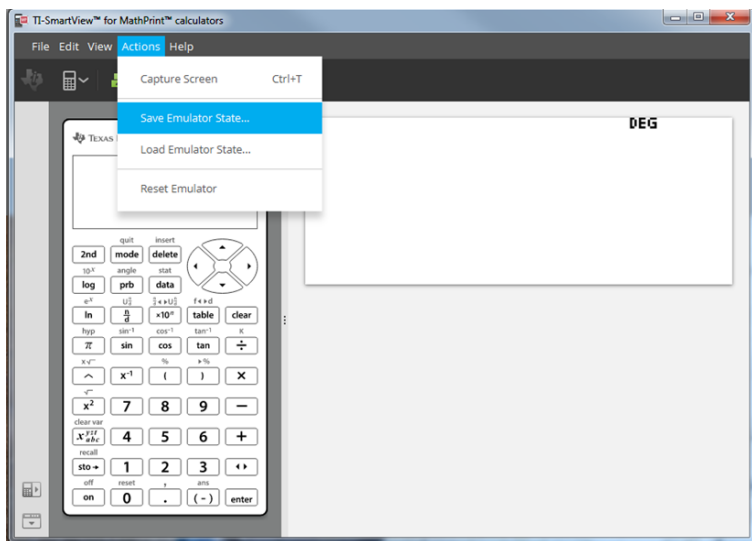 TI-SmartView™ for MathPrint™ calculators
File Edit View Actions Help
Capture Screen Ctrl+T
Save Emulator State...
Load Emulator State...
Reset Emulator
TEXAS
DEG
quit insert
2nd mode delete
10ˣ angle stat
log prb data
eˣ f◂▸d
ln n/d ×10ⁿ table clear
hyp sin⁻¹ cos⁻¹ tan⁻¹ K
π sin cos tan ÷
x√ % ▸%
^ x⁻¹ ( ) ×
√
x² 7 8 9 −
clear var
x yzt abc 4 5 6 +
recall
sto→ 1 2 3 ◂▸
off reset , ans
on 0 . (-) enter